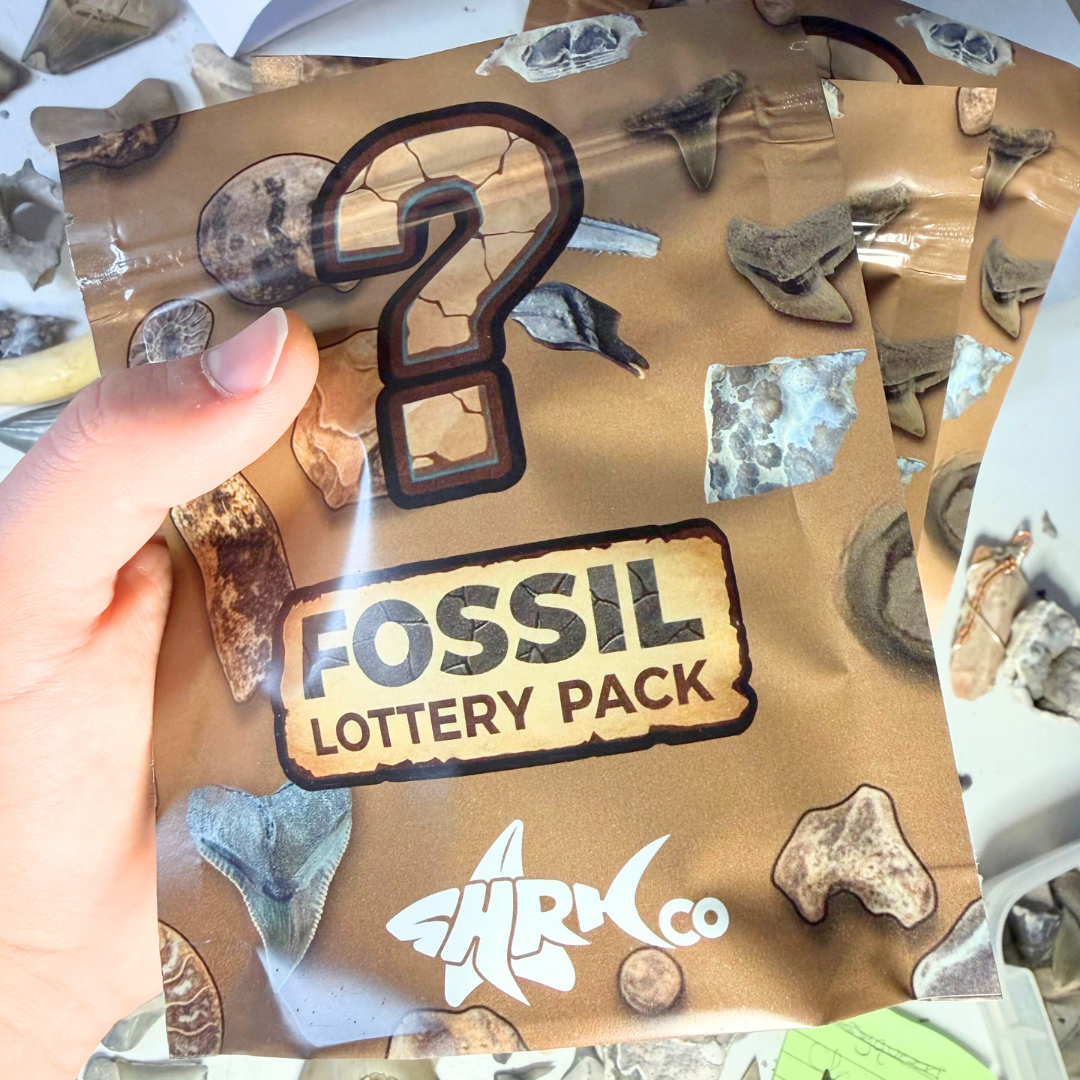 ?
FOSSIL
LOTTERY PACK
SHRK CO